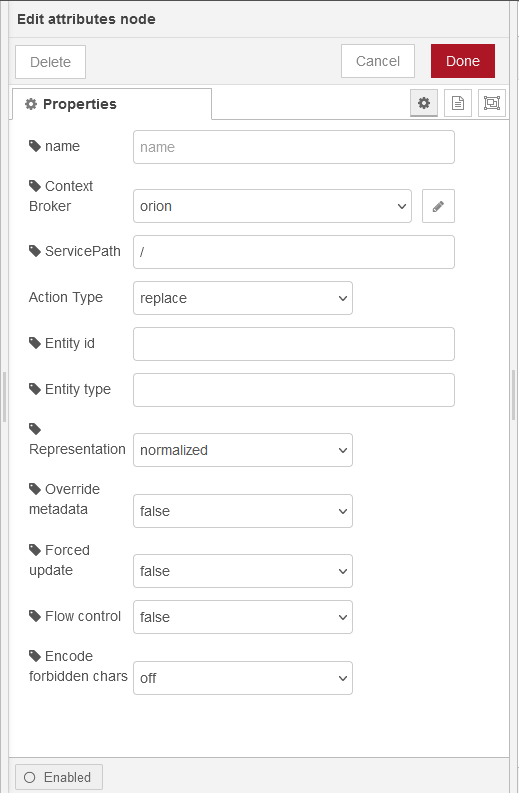 Edit attributes node
Delete
Cancel
Done
Properties
name
name
Context
Broker
orion
ServicePath
/
Action Type
replace
Entity id
Entity type
Representation
normalized
Override
metadata
false
Forced
update
false
Flow control
false
Encode
forbidden chars
off
Enabled